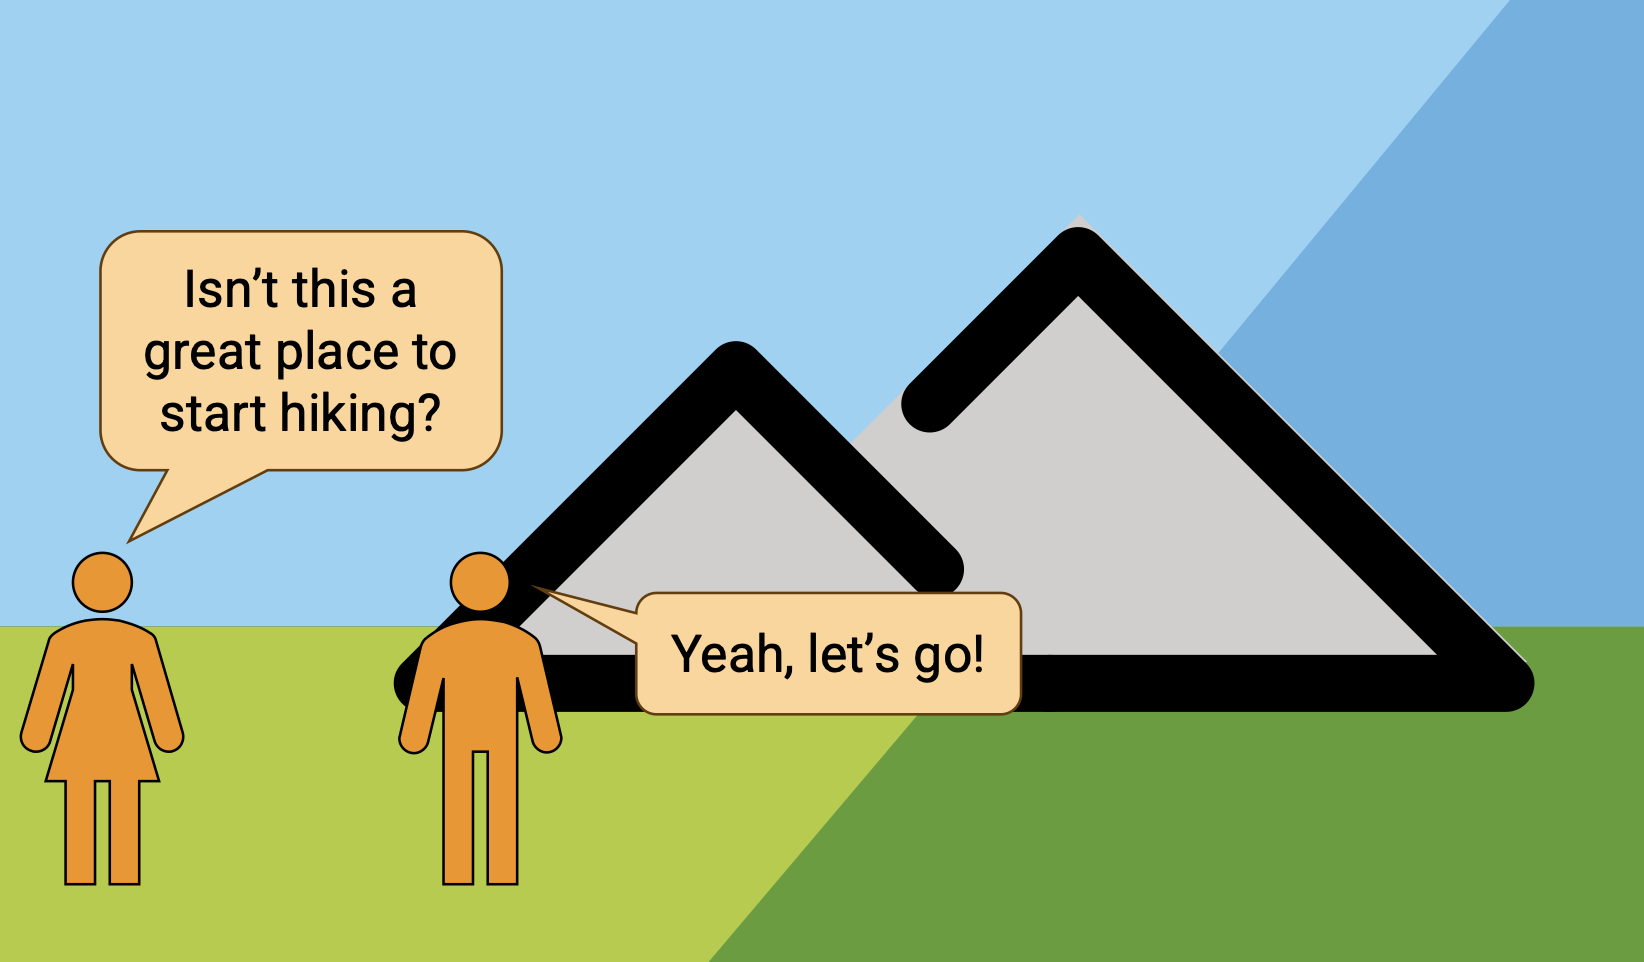 Isn’t this a
great place to
start hiking?
Yeah, let’s go!